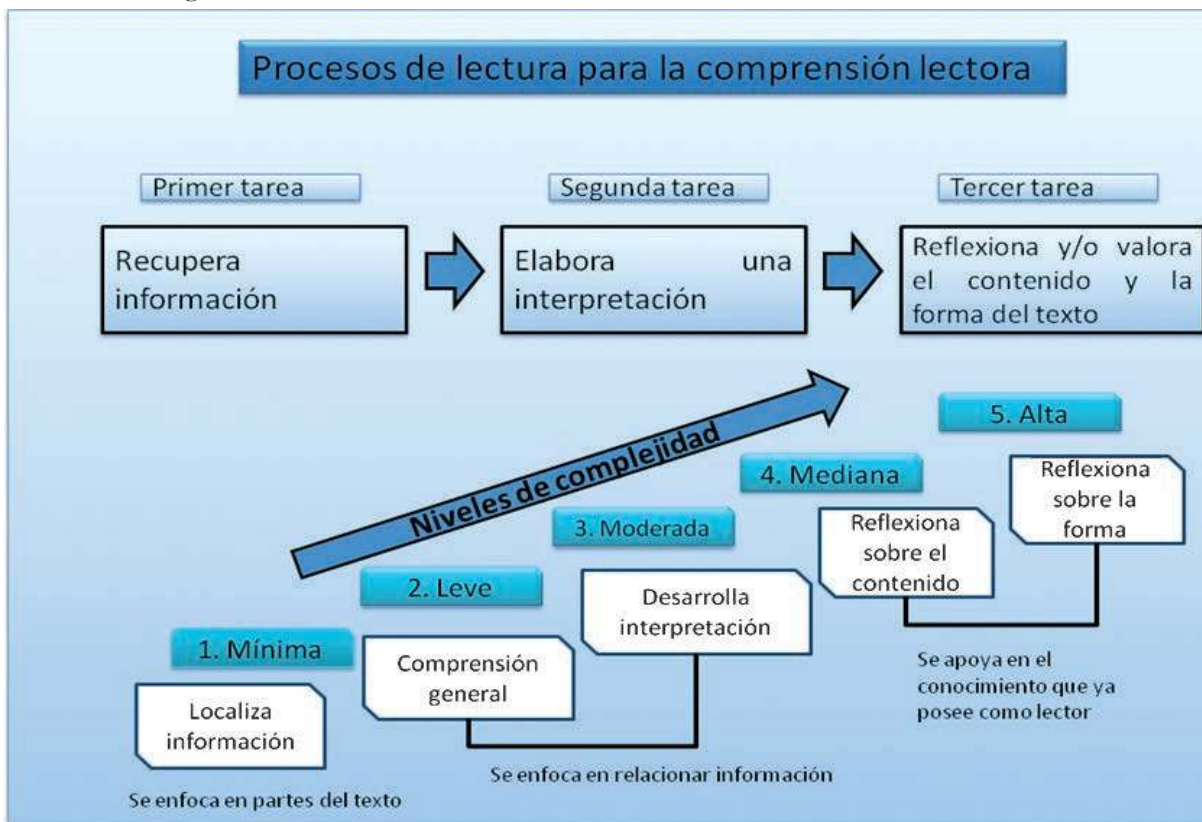 Procesos de lectura para la comprensión lectora
Primer tarea
Segunda tarea
Tercer tarea
Recupera
información
Elabora una
interpretación
Reflexiona y/o valora
el contenido y la
forma del texto
Niveles de complejidad
5. Alta
Reflexiona
sobre la
forma
4. Mediana
Reflexiona
sobre el
contenido
3. Moderada
Desarrolla
interpretación
2. Leve
Comprensión
general
1. Mínima
Localiza
información
Se apoya en el
conocimiento que ya
posee como lector
Se enfoca en relacionar información
Se enfoca en partes del texto